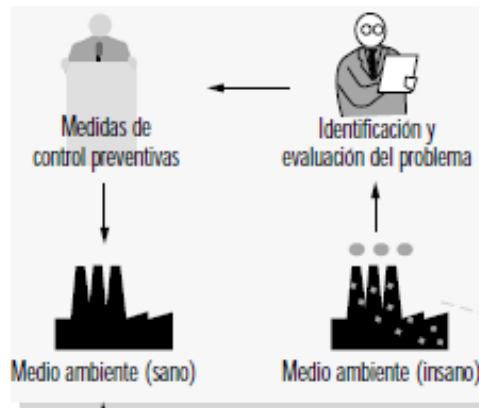 Medidas de
control preventivas
Identificación y
evaluación del problema
Medio ambiente (sano)
Medio ambiente (insano)